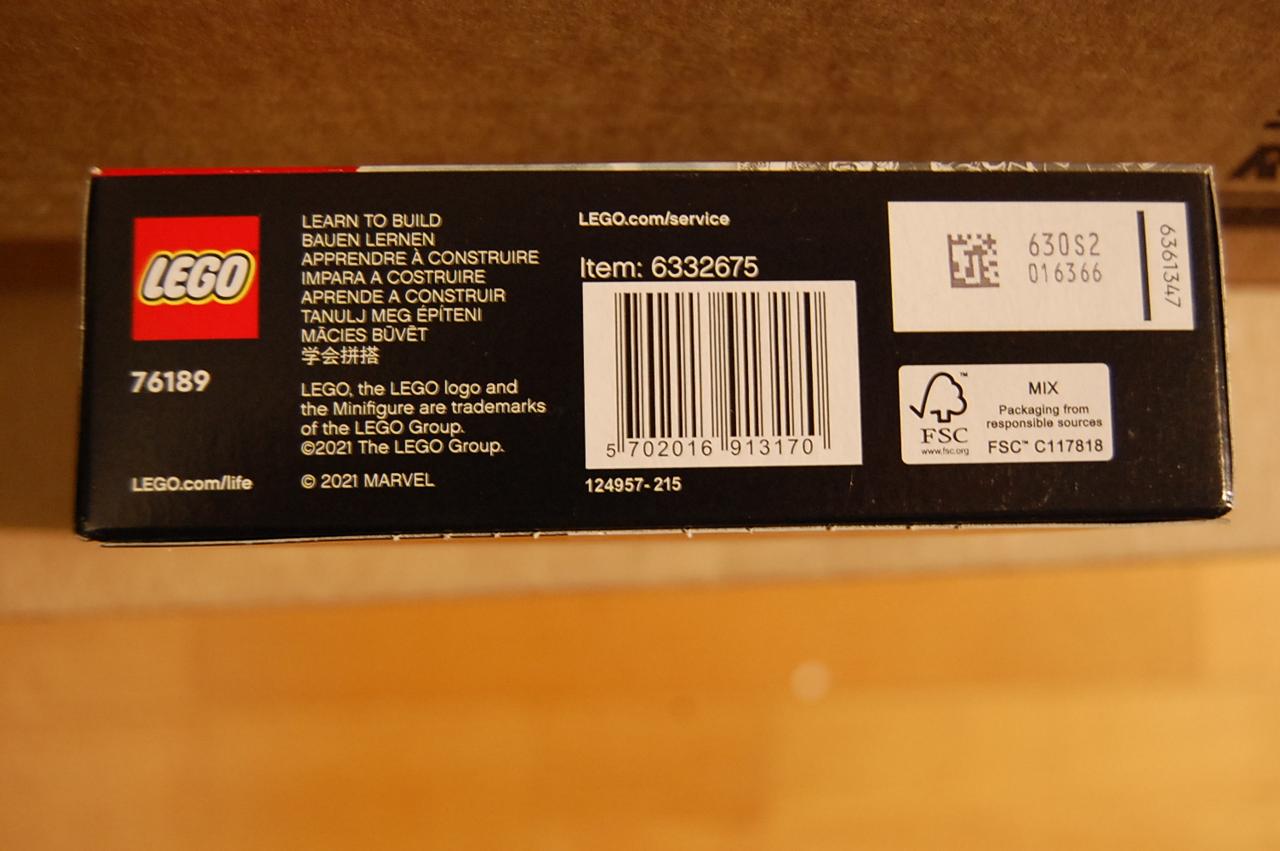 LEGO
76189
LEGO.com/life
LEARN TO BUILD
BAUEN LERNEN
APPRENDRE À CONSTRUIRE
IMPARA A COSTRUIRE
APRENDE A CONSTRUIR
TANULJ MEG ÉPÍTENI
MĀCIES BŪVĒT
学会拼搭
LEGO, the LEGO logo and
the Minifigure are trademarks
of the LEGO Group.
©2021 The LEGO Group.
© 2021 MARVEL
LEGO.com/service
Item: 6332675
5 702016 913170
124957-215
630S2
016366
6361347
FSC
www.fsc.org
MIX
Packaging from
responsible sources
FSC™ C117818